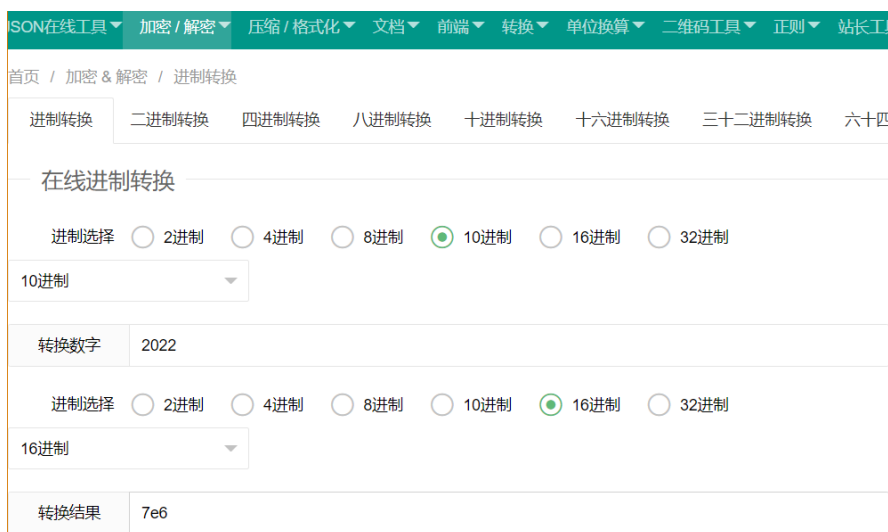 JSON在线工具 加密 / 解密 压缩 / 格式化 文档 前端 转换 单位换算 二维码工具 正则 站长工
首页 / 加密 & 解密 / 进制转换
进制转换 二进制转换 四进制转换 八进制转换 十进制转换 十六进制转换 三十二进制转换 六十四
在线进制转换
进制选择 2进制 4进制 8进制 10进制 16进制 32进制
10进制
转换数字 2022
进制选择 2进制 4进制 8进制 10进制 16进制 32进制
16进制
转换结果 7e6